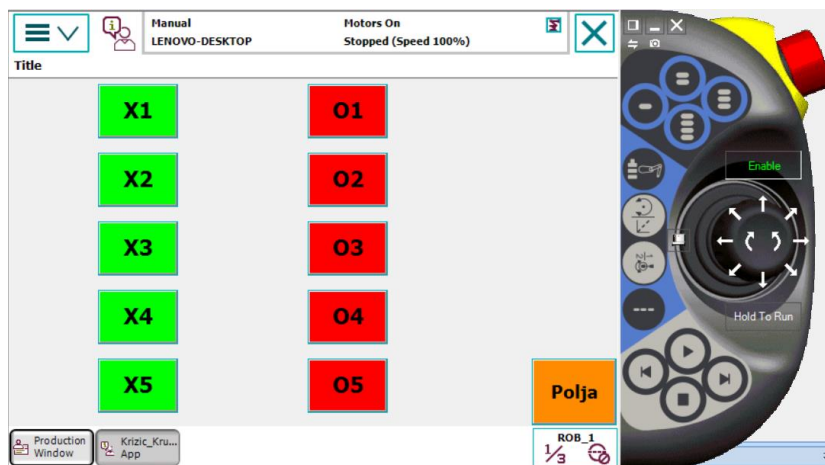 Manual
LENOVO-DESKTOP
Motors On
Stopped (Speed 100%)
Title
X1
O1
X2
O2
X3
O3
X4
O4
X5
O5
Polja
Enable
Hold To Run
Production
Window
Krizic_Kru...
App
ROB_1
1/3